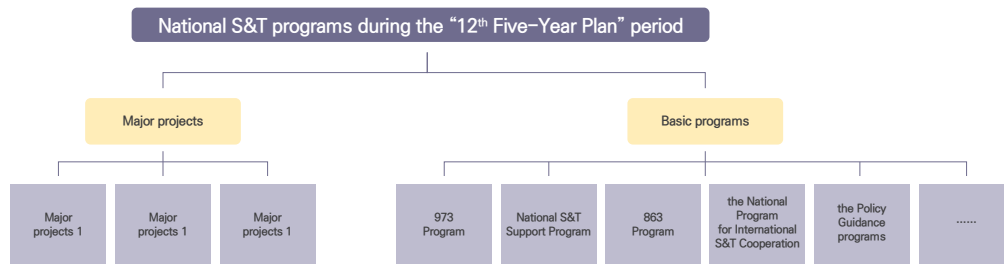 National S&T programs during the “12th Five-Year Plan” period
Major projects
Basic programs
Major
projects 1
Major
projects 1
Major
projects 1
973
Program
National S&T
Support Program
863
Program
the National
Program
for International
S&T Cooperation
the Policy
Guidance
programs
······